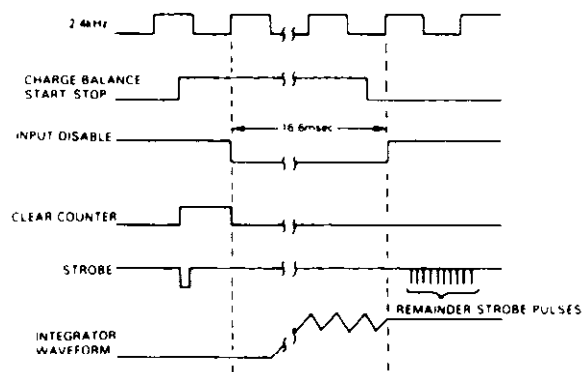 2.4kHz
CHARGE BALANCE
START STOP
16.6msec
INPUT DISABLE
CLEAR COUNTER
STROBE
REMAINDER STROBE PULSES
INTEGRATOR
WAVEFORM